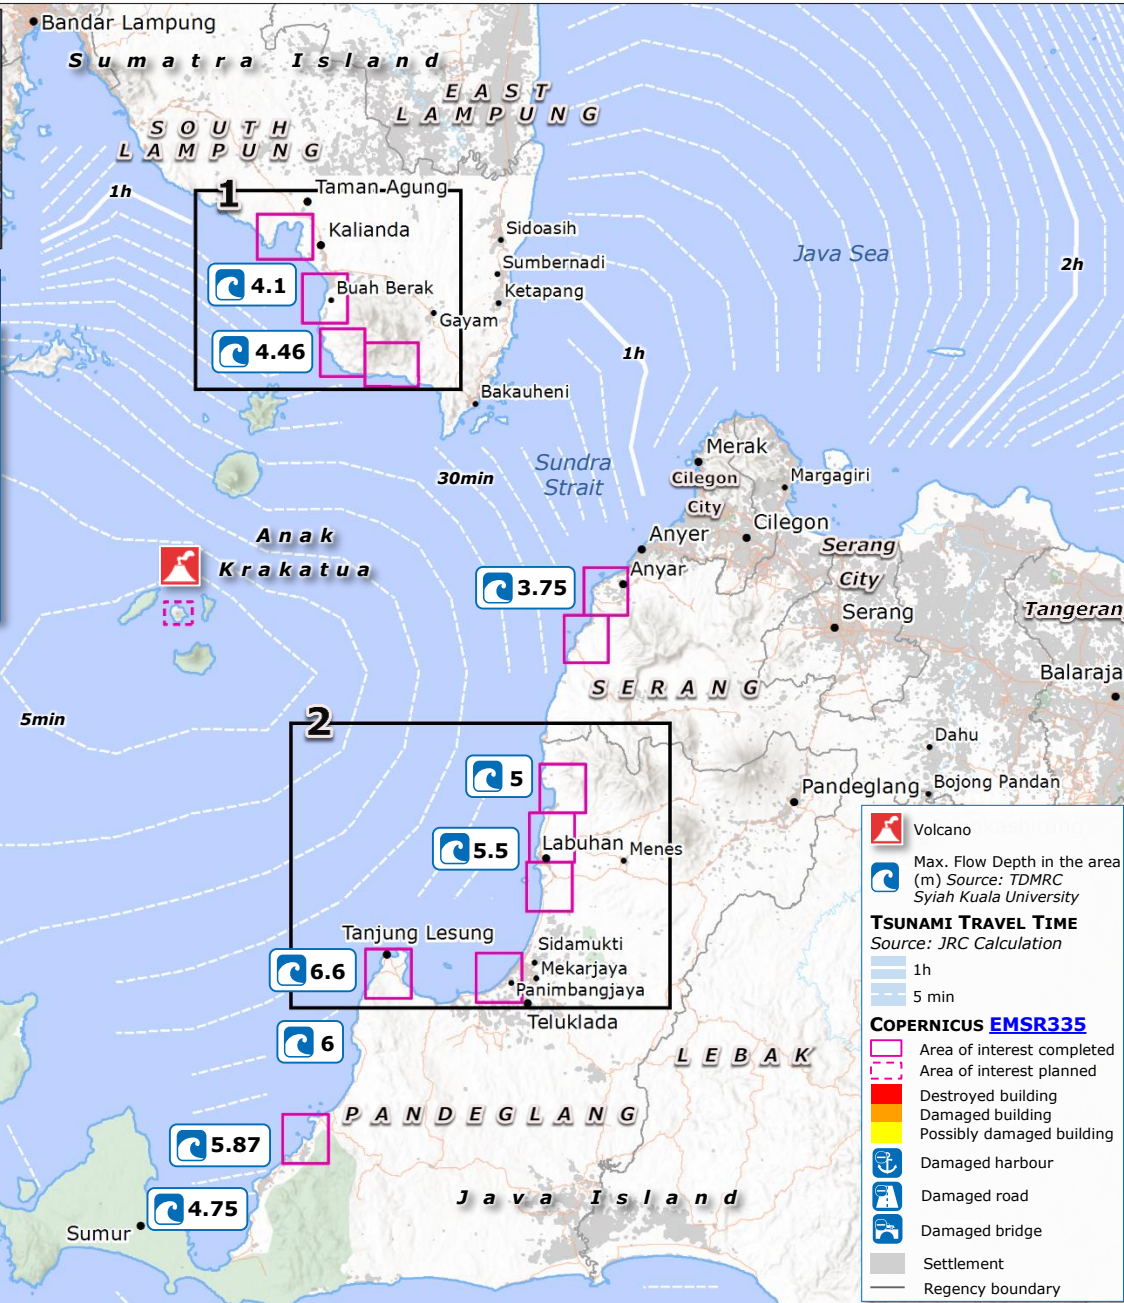 Bandar Lampung
Sumatra Island
EAST
LAMPUNG
SOUTH
LAMPUNG
1h
1
Taman Agung
Kalianda
Sidoasih
Java Sea
Sumbernadi
2h
4.1
Buah Berak
Ketapang
Gayam
4.46
1h
Bakauheni
Merak
Sundra
Strait
30min
Cilegon
City
Margagiri
Anak
Krakatua
Anyer
Cilegon
Serang
City
Anyar
3.75
Serang
Tangeran
Balaraja
SERANG
5min
2
Dahu
5
Pandeglang
Bojong Pandan
5.5
Labuhan
Menes
Tanjung Lesung
Sidamukti
6.6
Mekarjaya
Panimbangjaya
Teluklada
6
LEBAK
PANDEGLANG
5.87
Java Island
4.75
Sumur
Volcano
Max. Flow Depth in the area
(m) Source: TDMRC
Syiah Kuala University
TSUNAMI TRAVEL TIME
Source: JRC Calculation
1h
5 min
COPERNICUS EMSR335
Area of interest completed
Area of interest planned
Destroyed building
Damaged building
Possibly damaged building
Damaged harbour
Damaged road
Damaged bridge
Settlement
Regency boundary